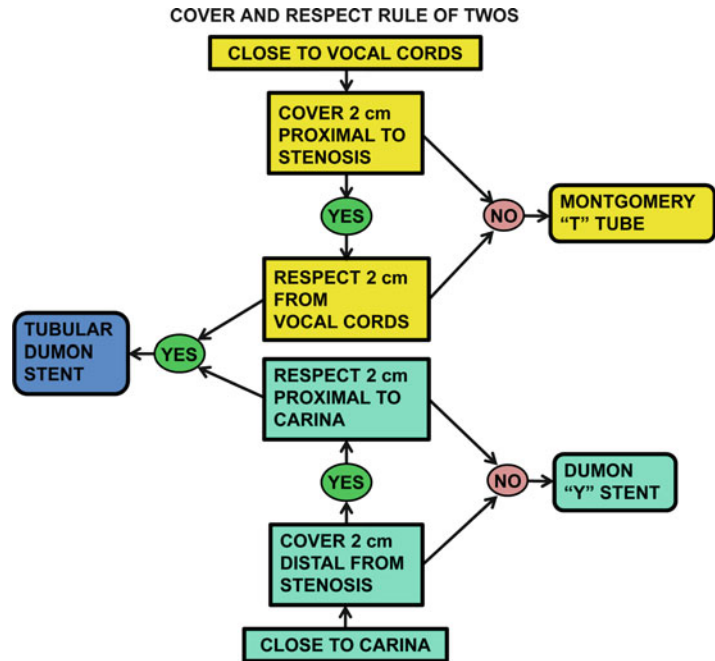 COVER AND RESPECT RULE OF TWOS
CLOSE TO VOCAL CORDS
COVER 2 cm
PROXIMAL TO
STENOSIS
YES
NO
MONTGOMERY
“T” TUBE
RESPECT 2 cm
FROM
VOCAL CORDS
TUBULAR
DUMON
STENT
YES
RESPECT 2 cm
PROXIMAL TO
CARINA
YES
NO
DUMON
“Y” STENT
COVER 2 cm
DISTAL FROM
STENOSIS
CLOSE TO CARINA